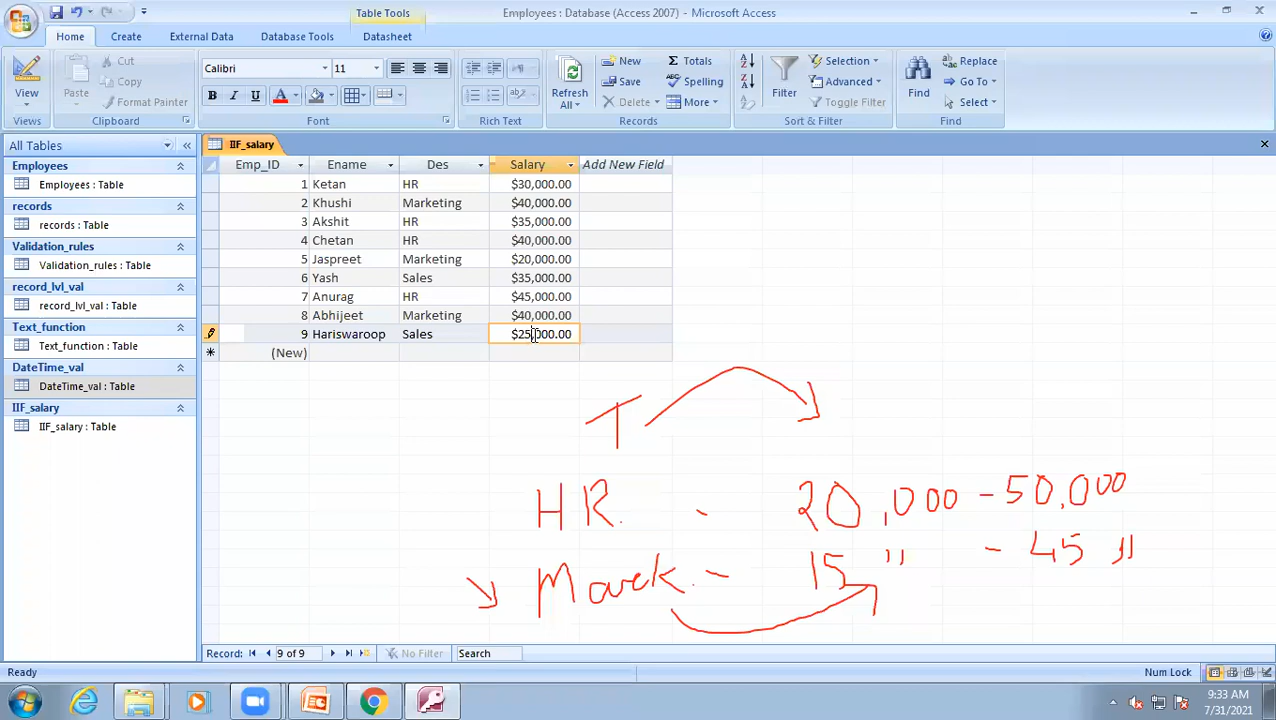 Table Tools
Employees : Database (Access 2007) - Microsoft Access
Home Create External Data Database Tools Datasheet
View
Views
Paste
Cut
Copy
Format Painter
Clipboard
Calibri 11
B I U A
Font
Rich Text
Refresh All
New
Save
Delete
Totals
Spelling
More
Records
Filter
Selection
Advanced
Toggle Filter
Sort & Filter
Find
Replace
Go To
Select
Find
All Tables
Employees
Employees : Table
records
records : Table
Validation_rules
Validation_rules : Table
record_lvl_val
record_lvl_val : Table
Text_function
Text_function : Table
DateTime_val
DateTime_val : Table
IIF_salary
IIF_salary : Table
IIF_salary
Emp_ID Ename Des Salary Add New Field
1 Ketan HR $30,000.00
2 Khushi Marketing $40,000.00
3 Akshit HR $35,000.00
4 Chetan HR $40,000.00
5 Jaspreet Marketing $20,000.00
6 Yash Sales $35,000.00
7 Anurag HR $45,000.00
8 Abhijeet Marketing $40,000.00
9 Hariswaroop Sales $25,000.00
(New)
T
HR - 20,000 - 50,000
Mark - 15 " - 45 "
Record: 9 of 9 No Filter Search
Ready
Num Lock
9:33 AM
7/31/2021